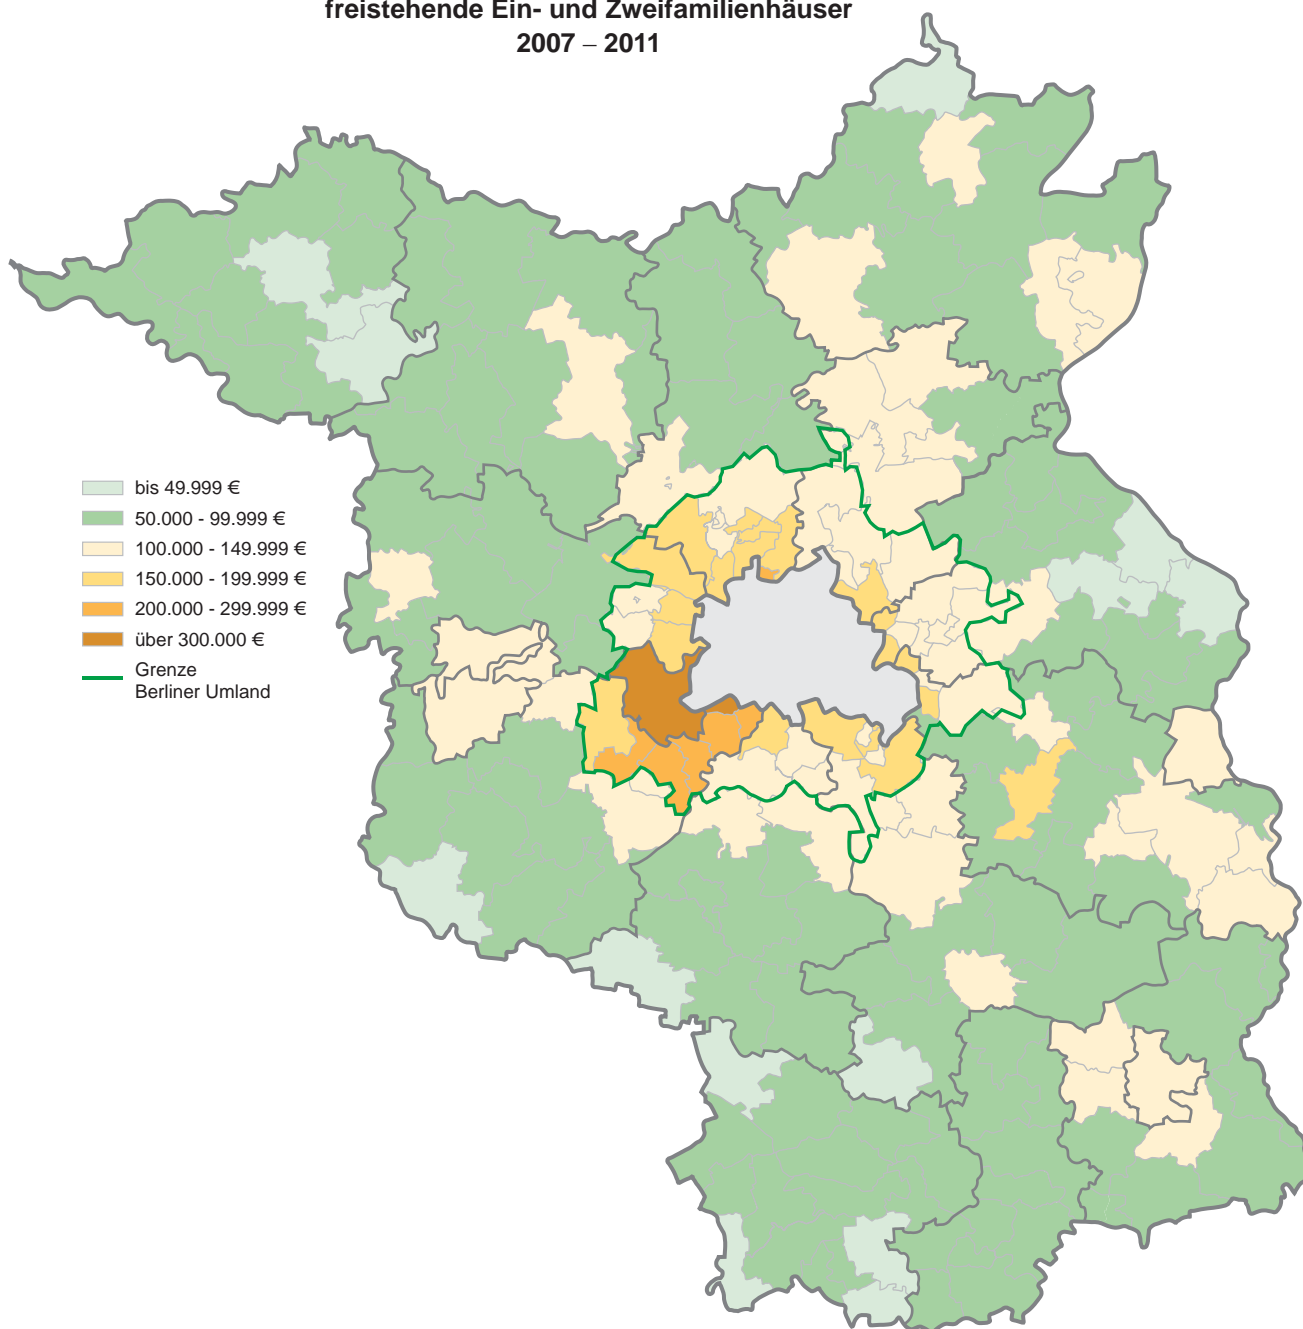 freistehende Ein- und Zweifamilienhäuser
2007 – 2011
bis 49.999 €
50.000 - 99.999 €
100.000 - 149.999 €
150.000 - 199.999 €
200.000 - 299.999 €
über 300.000 €
Grenze
Berliner Umland